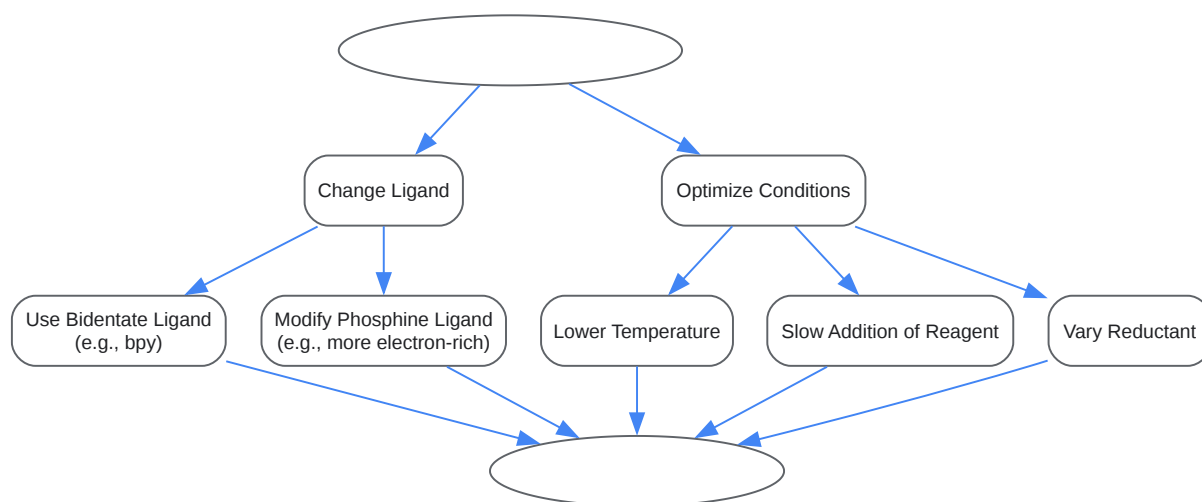 Change Ligand
Optimize Conditions
Use Bidentate Ligand
(e.g., bpy)
Modify Phosphine Ligand
(e.g., more electron-rich)
Lower Temperature
Slow Addition of Reagent
Vary Reductant